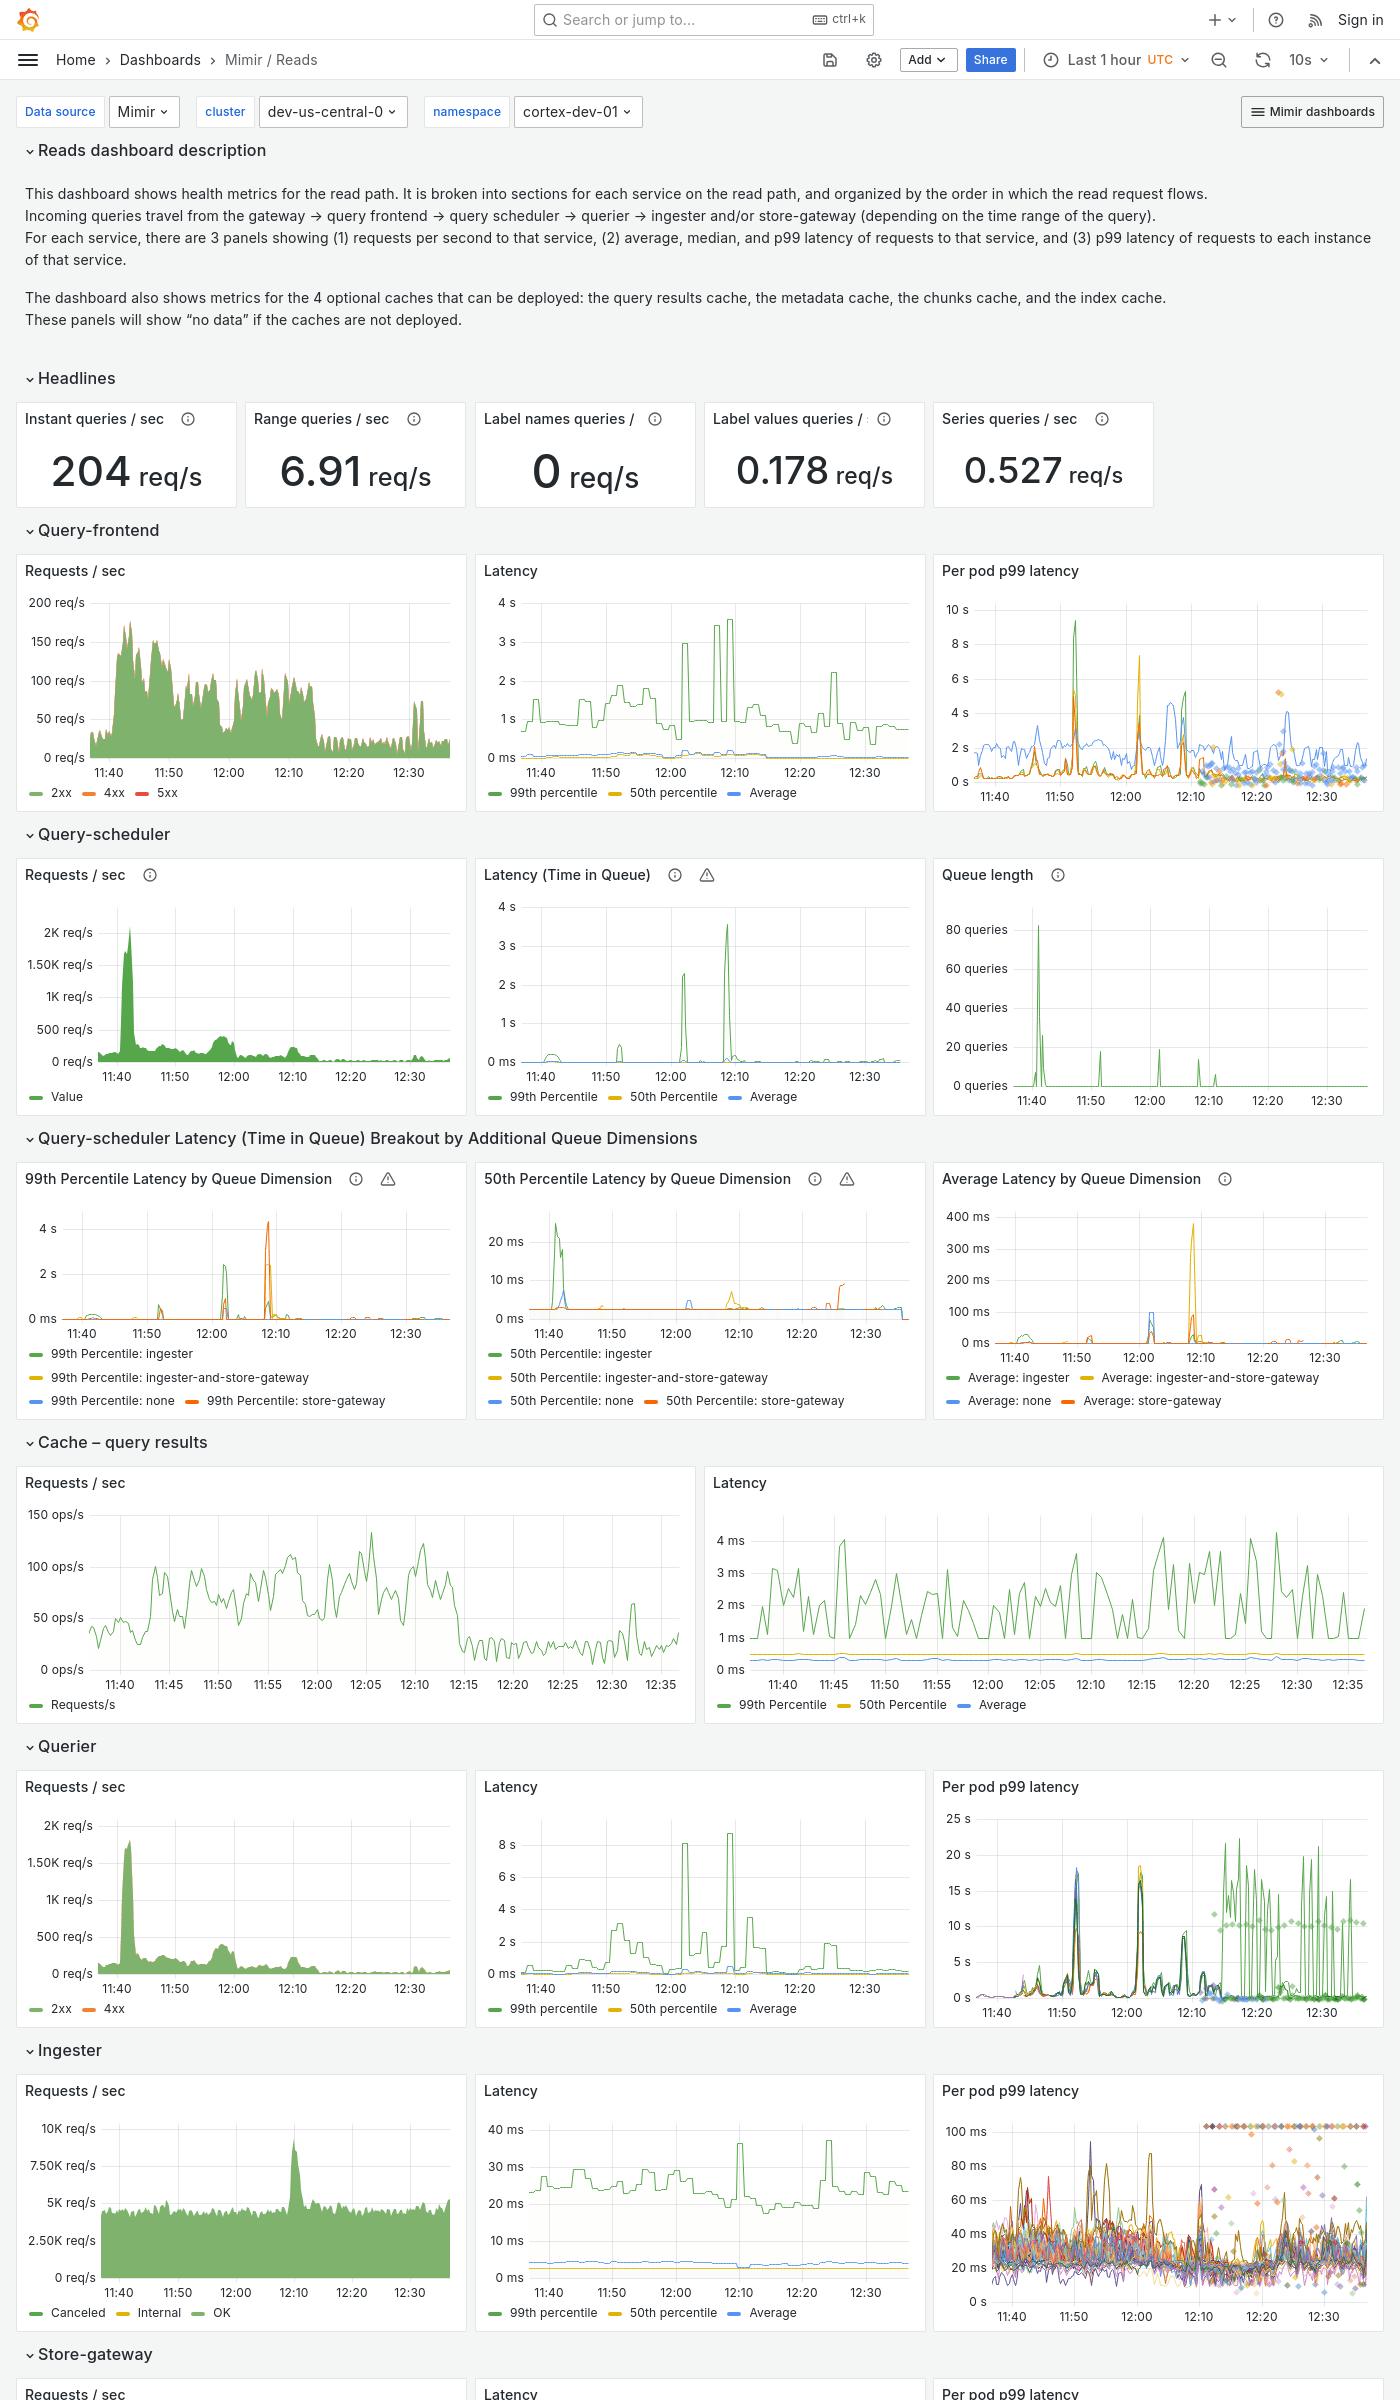 Search or jump to...
ctrl+k
Sign in
Home › Dashboards › Mimir / Reads
Add
Share
Last 1 hour UTC
10s
Data source Mimir
cluster dev-us-central-0
namespace cortex-dev-01
Mimir dashboards
Reads dashboard description
This dashboard shows health metrics for the read path. It is broken into sections for each service on the read path, and organized by the order in which the read request flows.
Incoming queries travel from the gateway → query frontend → query scheduler → querier → ingester and/or store-gateway (depending on the time range of the query).
For each service, there are 3 panels showing (1) requests per second to that service, (2) average, median, and p99 latency of requests to that service, and (3) p99 latency of requests to each instance
of that service.
The dashboard also shows metrics for the 4 optional caches that can be deployed: the query results cache, the metadata cache, the chunks cache, and the index cache.
These panels will show “no data” if the caches are not deployed.
Headlines
Instant queries / sec
204 req/s
Range queries / sec
6.91 req/s
Label names queries /
0 req/s
Label values queries /
0.178 req/s
Series queries / sec
0.527 req/s
Query-frontend
Requests / sec
200 req/s
150 req/s
100 req/s
50 req/s
0 req/s
11:40 11:50 12:00 12:10 12:20 12:30
2xx 4xx 5xx
Latency
4 s
3 s
2 s
1 s
0 ms
11:40 11:50 12:00 12:10 12:20 12:30
99th percentile 50th percentile Average
Per pod p99 latency
10 s
8 s
6 s
4 s
2 s
0 s
11:40 11:50 12:00 12:10 12:20 12:30
Query-scheduler
Requests / sec
2K req/s
1.50K req/s
1K req/s
500 req/s
0 req/s
11:40 11:50 12:00 12:10 12:20 12:30
Value
Latency (Time in Queue)
4 s
3 s
2 s
1 s
0 ms
11:40 11:50 12:00 12:10 12:20 12:30
99th Percentile 50th Percentile Average
Queue length
80 queries
60 queries
40 queries
20 queries
0 queries
11:40 11:50 12:00 12:10 12:20 12:30
Query-scheduler Latency (Time in Queue) Breakout by Additional Queue Dimensions
99th Percentile Latency by Queue Dimension
4 s
2 s
0 ms
11:40 11:50 12:00 12:10 12:20 12:30
99th Percentile: ingester
99th Percentile: ingester-and-store-gateway
99th Percentile: none 99th Percentile: store-gateway
50th Percentile Latency by Queue Dimension
20 ms
10 ms
0 ms
11:40 11:50 12:00 12:10 12:20 12:30
50th Percentile: ingester
50th Percentile: ingester-and-store-gateway
50th Percentile: none 50th Percentile: store-gateway
Average Latency by Queue Dimension
400 ms
300 ms
200 ms
100 ms
0 ms
11:40 11:50 12:00 12:10 12:20 12:30
Average: ingester Average: ingester-and-store-gateway
Average: none Average: store-gateway
Cache – query results
Requests / sec
150 ops/s
100 ops/s
50 ops/s
0 ops/s
11:40 11:45 11:50 11:55 12:00 12:05 12:10 12:15 12:20 12:25 12:30 12:35
Requests/s
Latency
4 ms
3 ms
2 ms
1 ms
0 ms
11:40 11:45 11:50 11:55 12:00 12:05 12:10 12:15 12:20 12:25 12:30 12:35
99th Percentile 50th Percentile Average
Querier
Requests / sec
2K req/s
1.50K req/s
1K req/s
500 req/s
0 req/s
11:40 11:50 12:00 12:10 12:20 12:30
2xx 4xx
Latency
8 s
6 s
4 s
2 s
0 ms
11:40 11:50 12:00 12:10 12:20 12:30
99th percentile 50th percentile Average
Per pod p99 latency
25 s
20 s
15 s
10 s
5 s
0 s
11:40 11:50 12:00 12:10 12:20 12:30
Ingester
Requests / sec
10K req/s
7.50K req/s
5K req/s
2.50K req/s
0 req/s
11:40 11:50 12:00 12:10 12:20 12:30
Canceled Internal OK
Latency
40 ms
30 ms
20 ms
10 ms
0 ms
11:40 11:50 12:00 12:10 12:20 12:30
99th percentile 50th percentile Average
Per pod p99 latency
100 ms
80 ms
60 ms
40 ms
20 ms
0 s
11:40 11:50 12:00 12:10 12:20 12:30
Store-gateway
Requests / sec
Latency
Per pod p99 latency